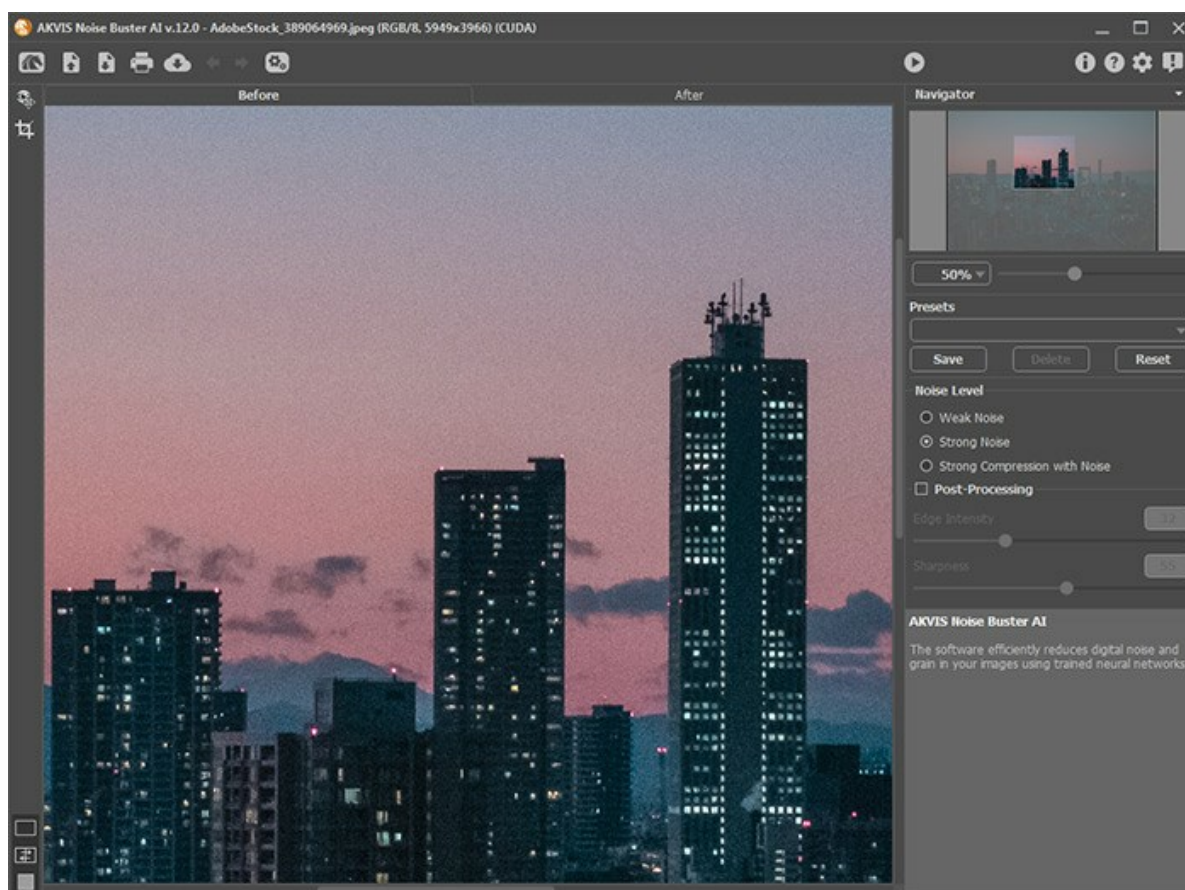 AKVIS Noise Buster AI v.12.0 - AdobeStock_389064969.jpeg (RGB/8, 5949x3966) (CUDA)
Before
After
Navigator
50%
Presets
Save
Delete
Reset
Noise Level
Weak Noise
Strong Noise
Strong Compression with Noise
Post-Processing
Edge Intensity
32
Sharpness
55
AKVIS Noise Buster AI
The software efficiently reduces digital noise and
grain in your images using trained neural networks